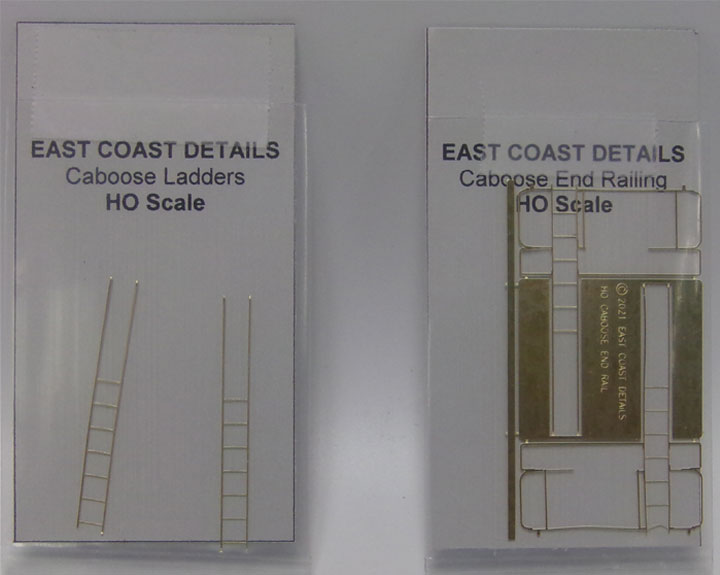 EAST COAST DETAILS
Caboose Ladders
HO Scale
EAST COAST DETAILS
Caboose End Railing
HO Scale
© 2021 EAST COAST DETAILS
HO CABOOSE END RAIL